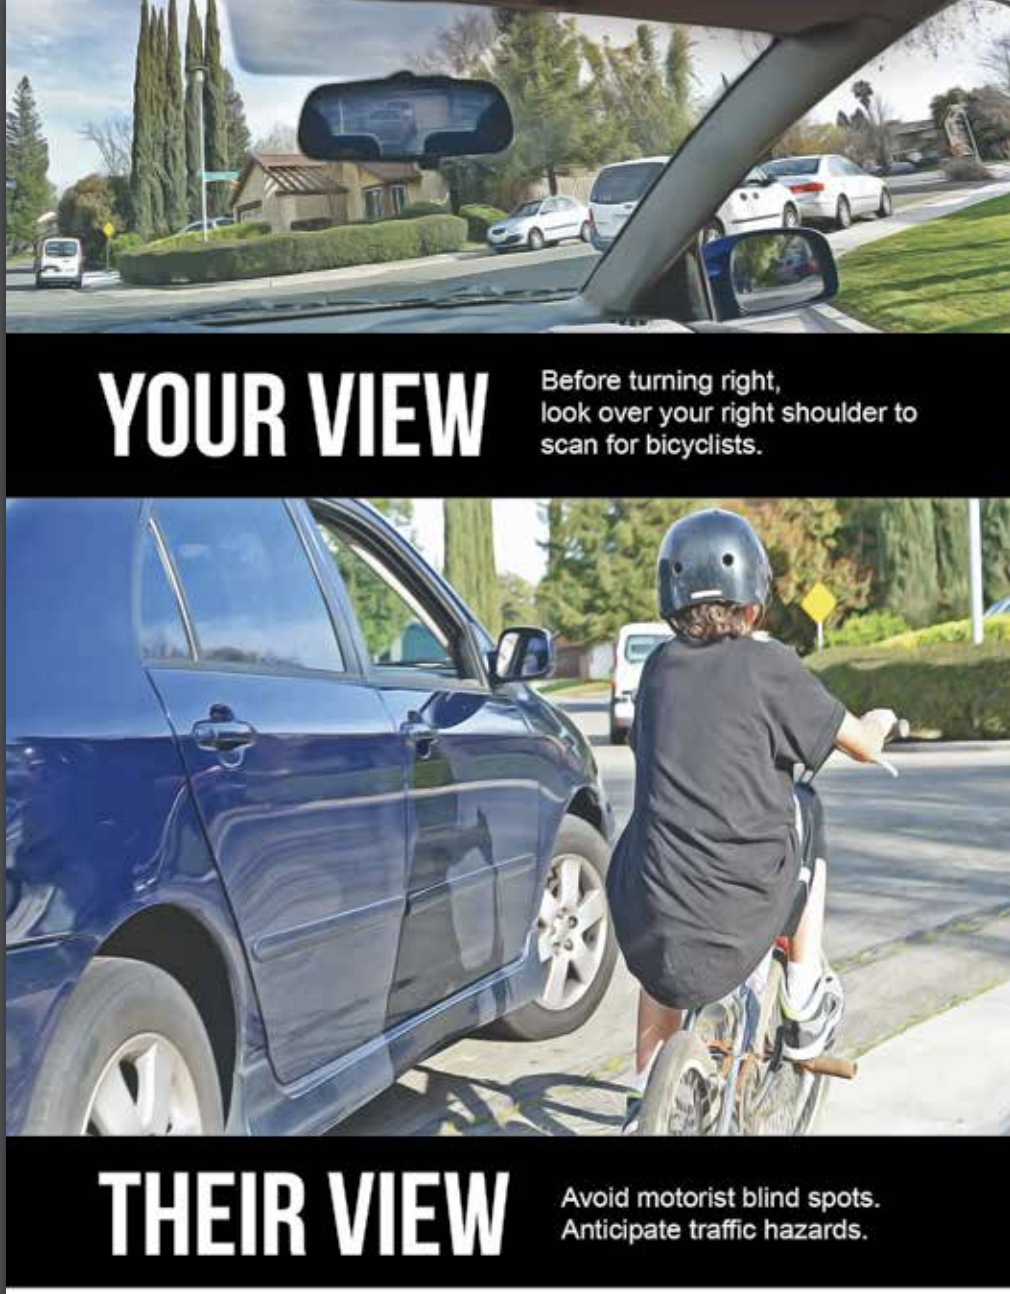 YOUR VIEW
Before turning right,
look over your right shoulder to
scan for bicyclists.
THEIR VIEW
Avoid motorist blind spots.
Anticipate traffic hazards.